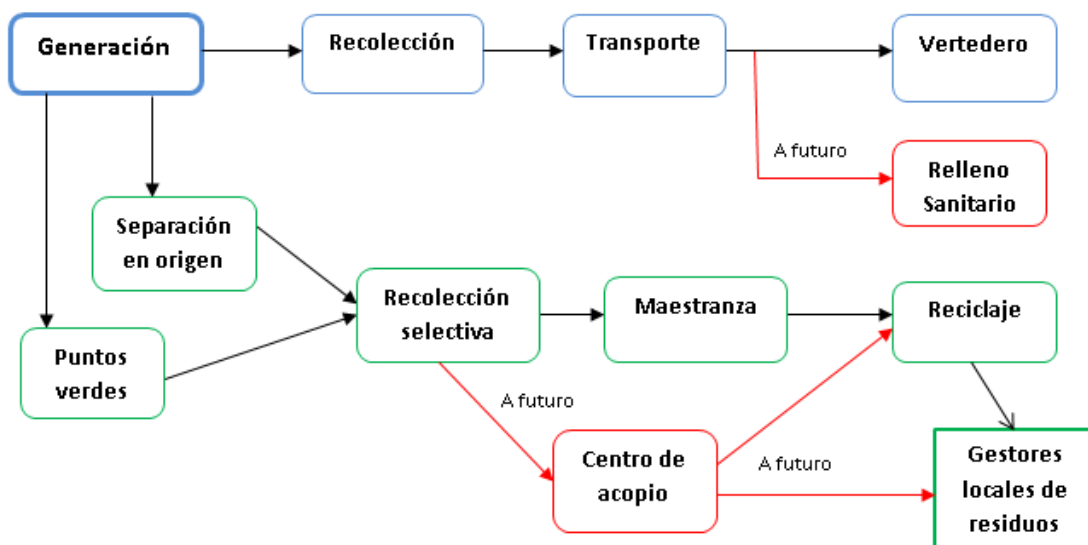 Generación
Recolección
Transporte
Vertedero
A futuro
Relleno
Sanitario
Separación
en origen
Recolección
selectiva
Maestranza
Reciclaje
Puntos
verdes
A futuro
Centro de
acopio
A futuro
Gestores
locales de
residuos